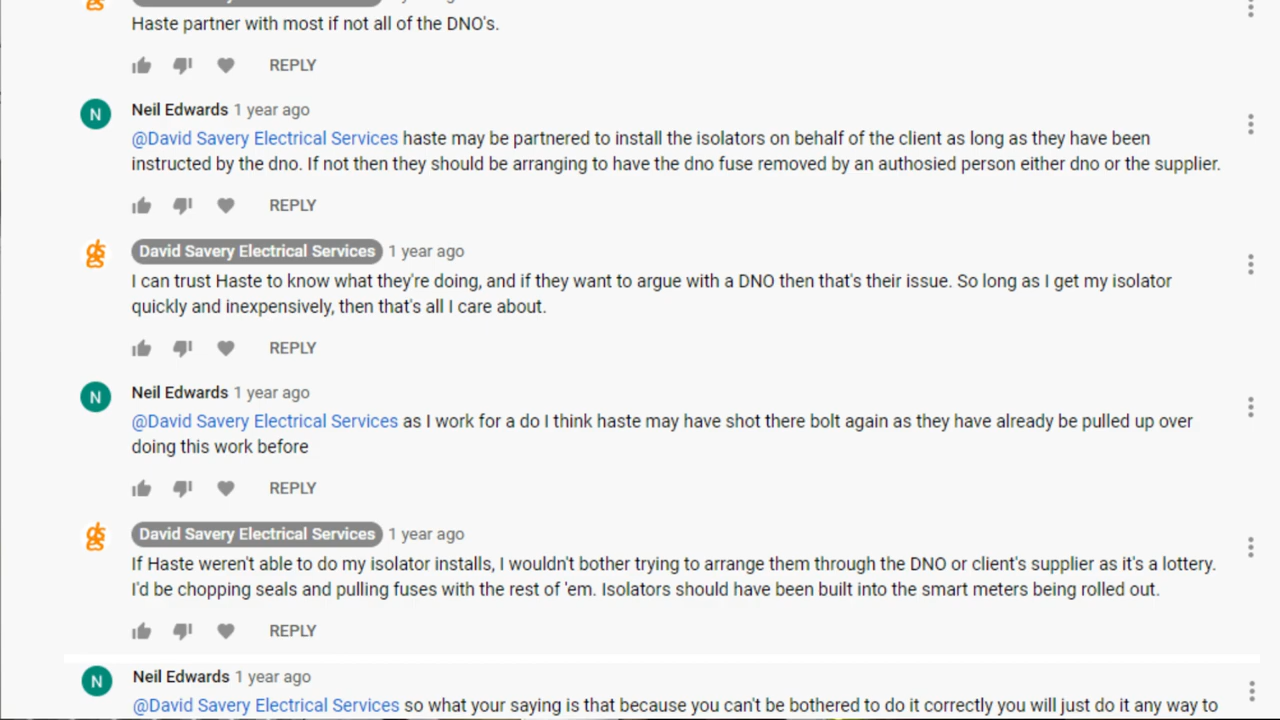 Haste partner with most if not all of the DNO's.
REPLY
N
Neil Edwards 1 year ago
@David Savery Electrical Services haste may be partnered to install the isolators on behalf of the client as long as they have been
instructed by the dno. If not then they should be arranging to have the dno fuse removed by an authosied person either dno or the supplier.
REPLY
David Savery Electrical Services 1 year ago
I can trust Haste to know what they're doing, and if they want to argue with a DNO then that's their issue. So long as I get my isolator
quickly and inexpensively, then that's all I care about.
REPLY
N
Neil Edwards 1 year ago
@David Savery Electrical Services as I work for a do I think haste may have shot there bolt again as they have already be pulled up over
doing this work before
REPLY
David Savery Electrical Services 1 year ago
If Haste weren't able to do my isolator installs, I wouldn't bother trying to arrange them through the DNO or client's supplier as it's a lottery.
I'd be chopping seals and pulling fuses with the rest of 'em. Isolators should have been built into the smart meters being rolled out.
REPLY
N
Neil Edwards 1 year ago
@David Savery Electrical Services so what your saying is that because you can't be bothered to do it correctly you will just do it any way to